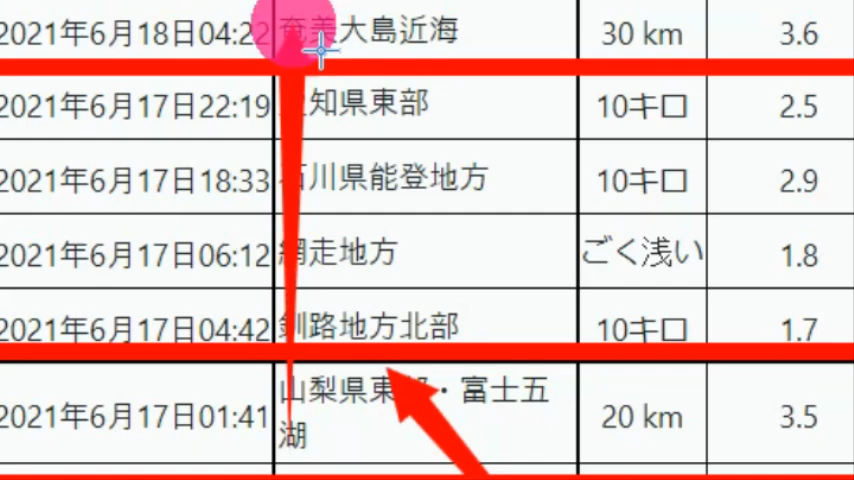 2021年6月18日04:22 奄美大島近海 30 km 3.6
2021年6月17日22:19 知県東部 10キロ 2.5
2021年6月17日18:33 石川県能登地方 10キロ 2.9
2021年6月17日06:12 網走地方 ごく浅い 1.8
2021年6月17日04:42 釧路地方北部 10キロ 1.7
2021年6月17日01:41 山梨県東部・富士五 20 km 3.5
湖